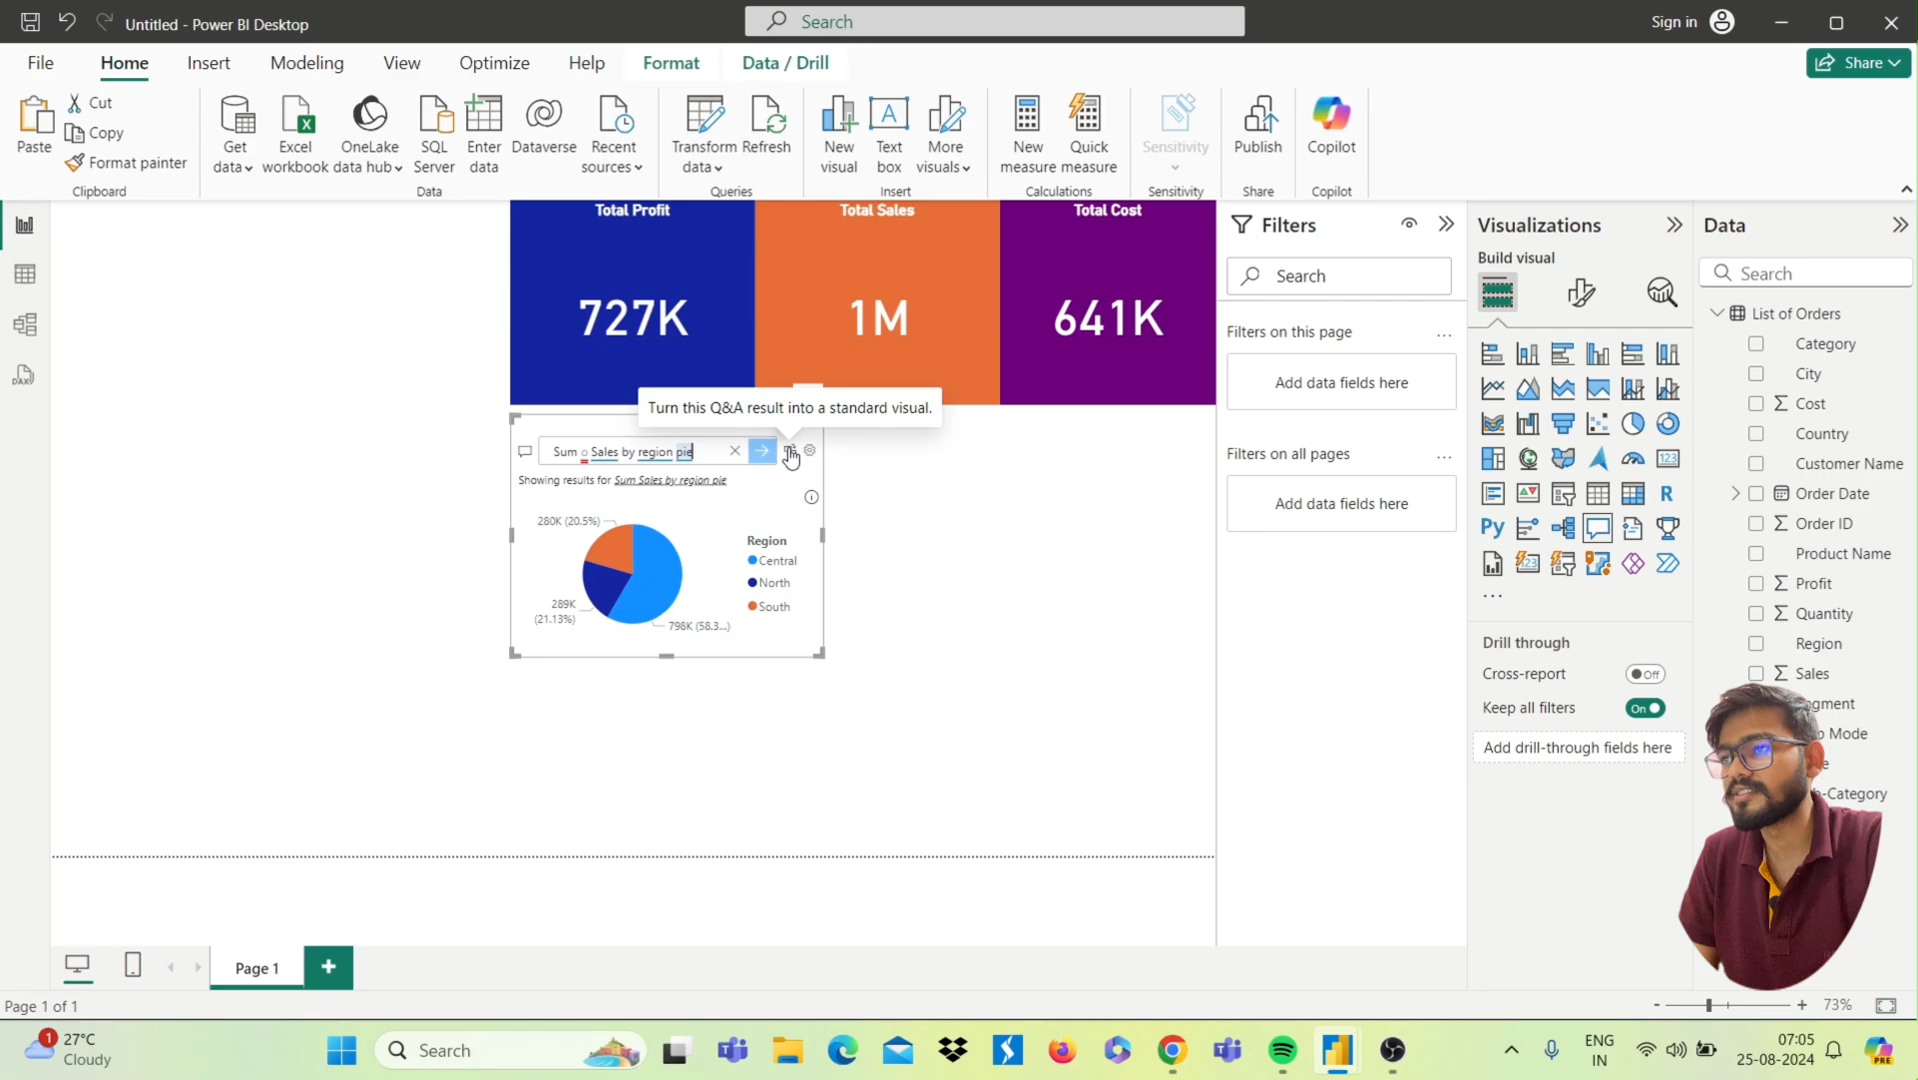 Untitled - Power BI Desktop
Search
Sign in
File
Home
Insert
Modeling
View
Optimize
Help
Format
Data / Drill
Share
Paste
Cut
Copy
Format painter
Clipboard
Get data
Excel workbook
OneLake data hub
SQL Server
Enter data
Dataverse
Recent sources
Data
Transform data
Refresh
Queries
New visual
Text box
More visuals
Insert
New measure
Quick measure
Calculations
Sensitivity
Sensitivity
Publish
Share
Copilot
Copilot
Total Profit
727K
Total Sales
1M
Total Cost
641K
Turn this Q&A result into a standard visual.
Sum o Sales by region pie
Showing results for Sum Sales by region pie
280K (20.5%)
289K
(21.13%)
798K (58.3...)
Region
Central
North
South
Filters
Search
Filters on this page
...
Add data fields here
Filters on all pages
...
Add data fields here
Visualizations
Build visual
123
R
Py
123
...
Drill through
Cross-report
Off
Keep all filters
On
Add drill-through fields here
Data
Search
List of Orders
Category
City
Cost
Country
Customer Name
Order Date
Order ID
Product Name
Profit
Quantity
Region
Sales
Mode
-Category
DAX
Page 1
Page 1 of 1
- + 73%
1
27°C
Cloudy
Search
ENG
IN
07:05
25-08-2024
PRE